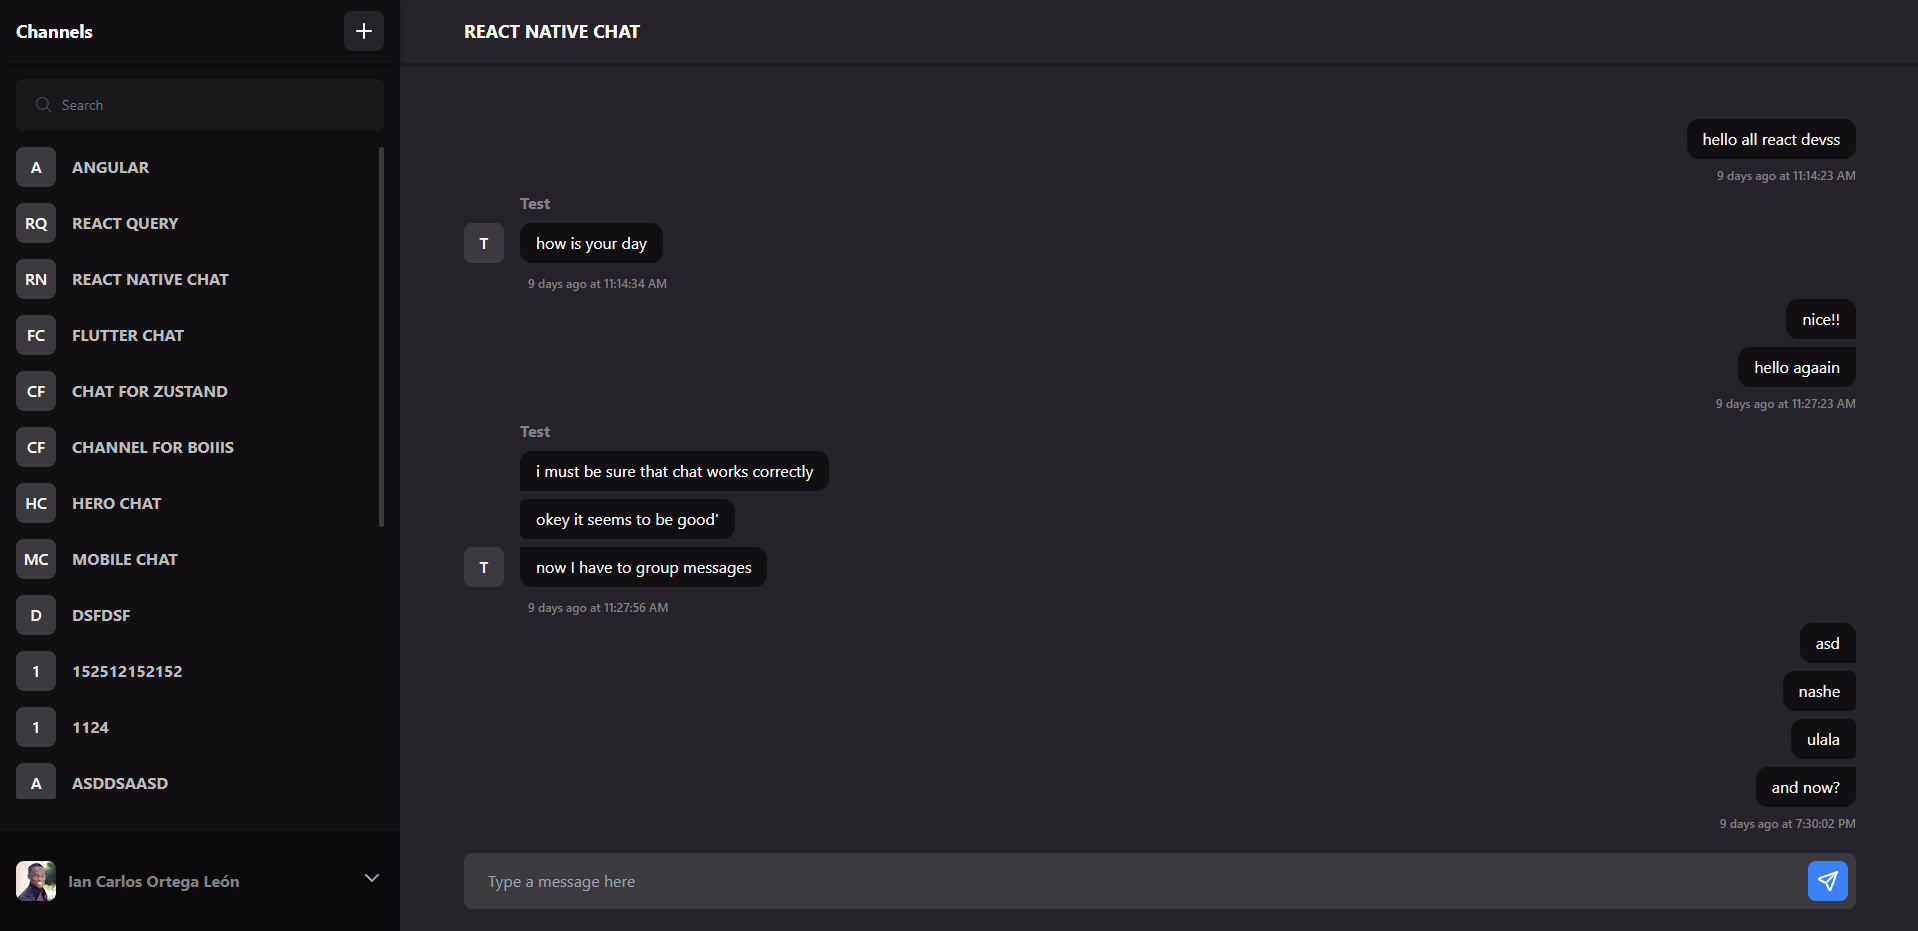 Channels
Search
A ANGULAR
RQ REACT QUERY
RN REACT NATIVE CHAT
FC FLUTTER CHAT
CF CHAT FOR ZUSTAND
CF CHANNEL FOR BOIIIS
HC HERO CHAT
MC MOBILE CHAT
D DSFDSF
1 152512152152
1 1124
A ASDDSAASD
Ian Carlos Ortega León
REACT NATIVE CHAT
hello all react devss
9 days ago at 11:14:23 AM
Test
T how is your day
9 days ago at 11:14:34 AM
nice!!
hello agaain
9 days ago at 11:27:23 AM
Test
i must be sure that chat works correctly
okey it seems to be good'
T now I have to group messages
9 days ago at 11:27:56 AM
asd
nashe
ulala
and now?
9 days ago at 7:30:02 PM
Type a message here